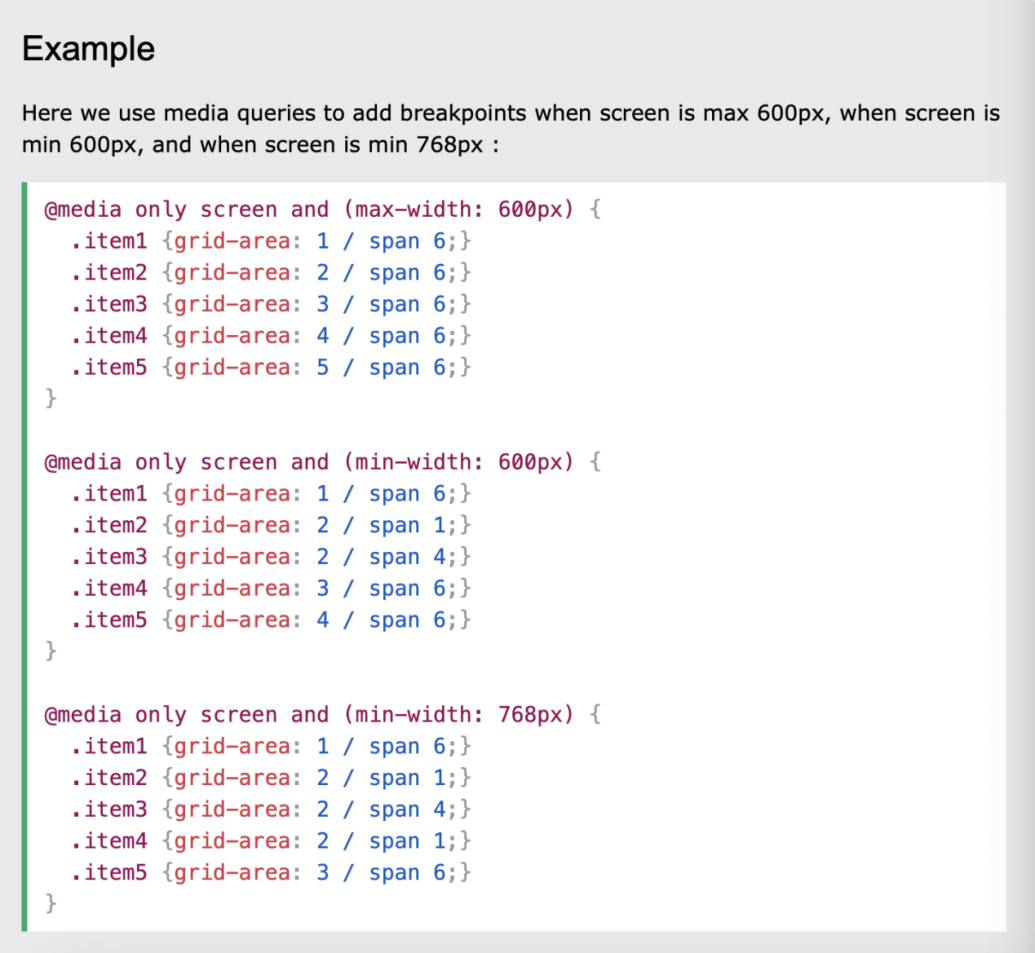 Example
Here we use media queries to add breakpoints when screen is max 600px, when screen is
min 600px, and when screen is min 768px :
@media only screen and (max-width: 600px) {
  .item1 {grid-area: 1 / span 6;}
  .item2 {grid-area: 2 / span 6;}
  .item3 {grid-area: 3 / span 6;}
  .item4 {grid-area: 4 / span 6;}
  .item5 {grid-area: 5 / span 6;}
}
@media only screen and (min-width: 600px) {
  .item1 {grid-area: 1 / span 6;}
  .item2 {grid-area: 2 / span 1;}
  .item3 {grid-area: 2 / span 4;}
  .item4 {grid-area: 3 / span 6;}
  .item5 {grid-area: 4 / span 6;}
}
@media only screen and (min-width: 768px) {
  .item1 {grid-area: 1 / span 6;}
  .item2 {grid-area: 2 / span 1;}
  .item3 {grid-area: 2 / span 4;}
  .item4 {grid-area: 2 / span 1;}
  .item5 {grid-area: 3 / span 6;}
}